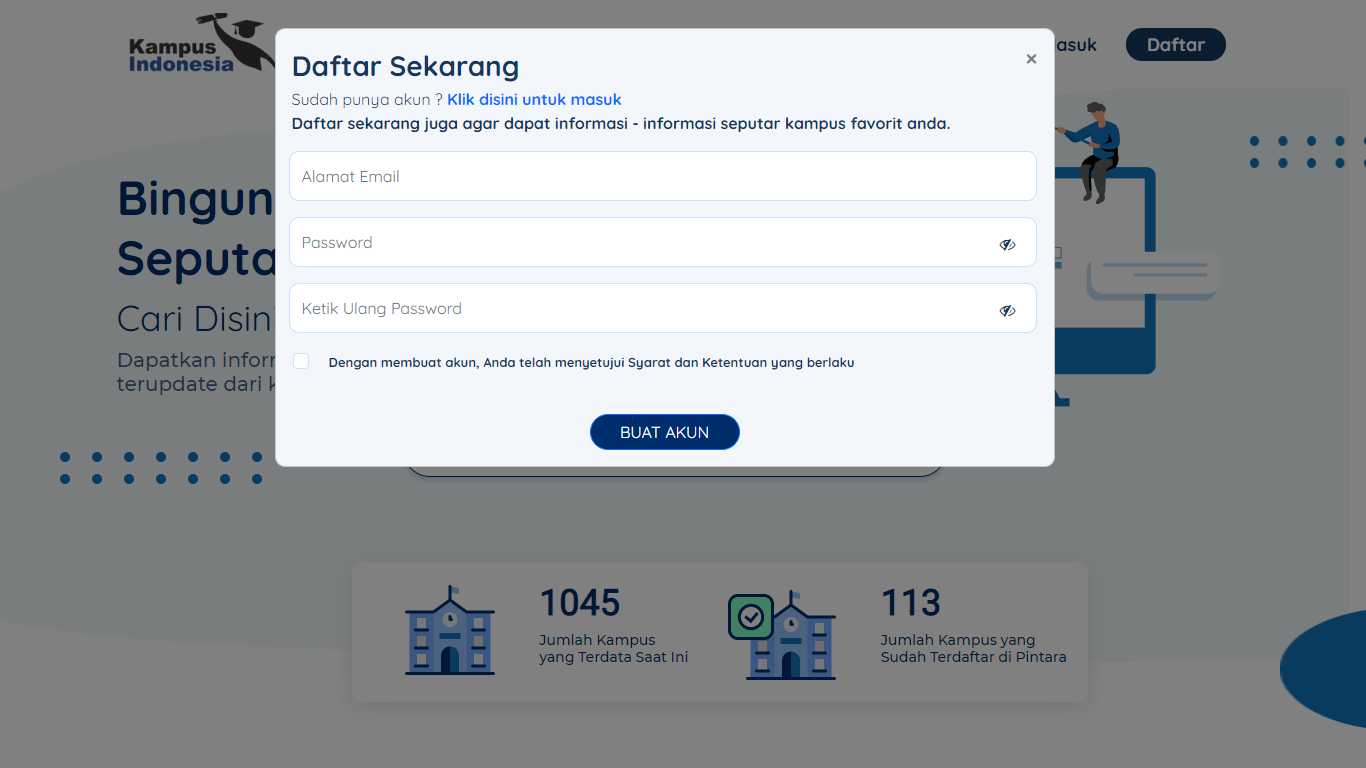 Kampus
Indonesia
asuk
Daftar
Daftar Sekarang
×
Sudah punya akun ? Klik disini untuk masuk
Daftar sekarang juga agar dapat informasi - informasi seputar kampus favorit anda.
Alamat Email
Password
Ketik Ulang Password
Dengan membuat akun, Anda telah menyetujui Syarat dan Ketentuan yang berlaku
BUAT AKUN
Bingun
Seputa
Cari Disini
Dapatkan inform
terupdate dari k
1045
Jumlah Kampus
yang Terdata Saat Ini
113
Jumlah Kampus yang
Sudah Terdaftar di Pintara